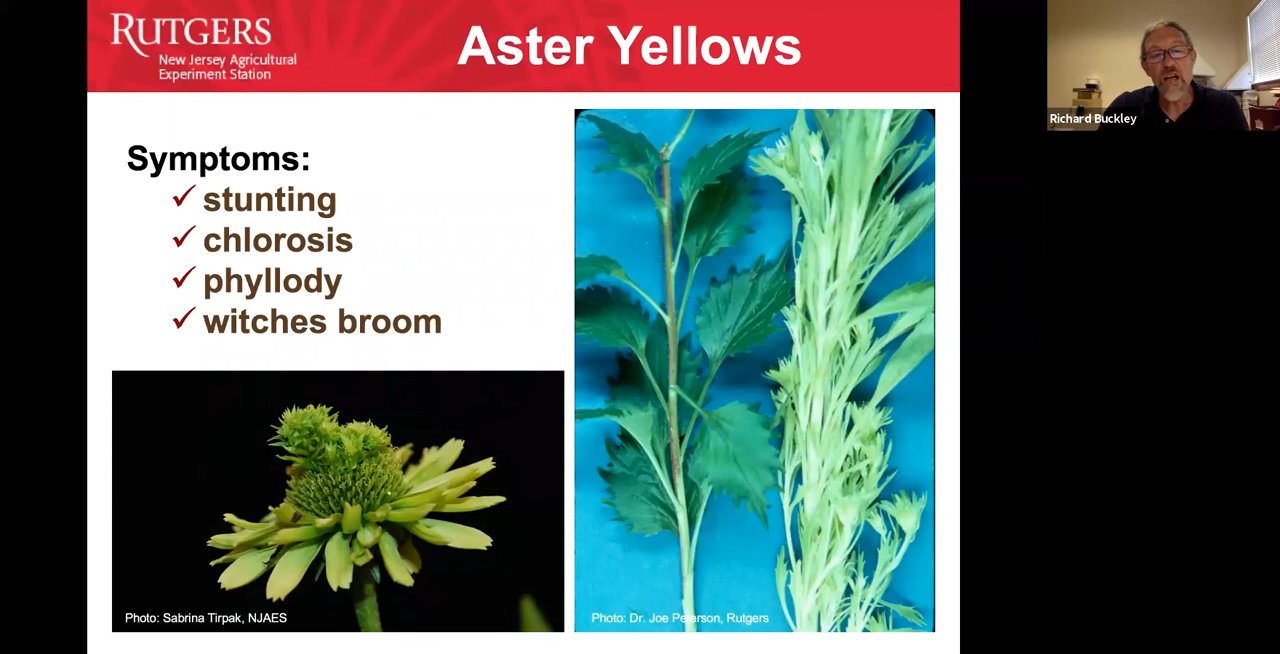 RUTGERS
New Jersey Agricultural
Experiment Station
Aster Yellows
Richard Buckley
Symptoms:
✓ stunting
✓ chlorosis
✓ phyllody
✓ witches broom
Photo: Sabrina Tirpak, NJAES
Photo: Dr. Joe Peterson, Rutgers